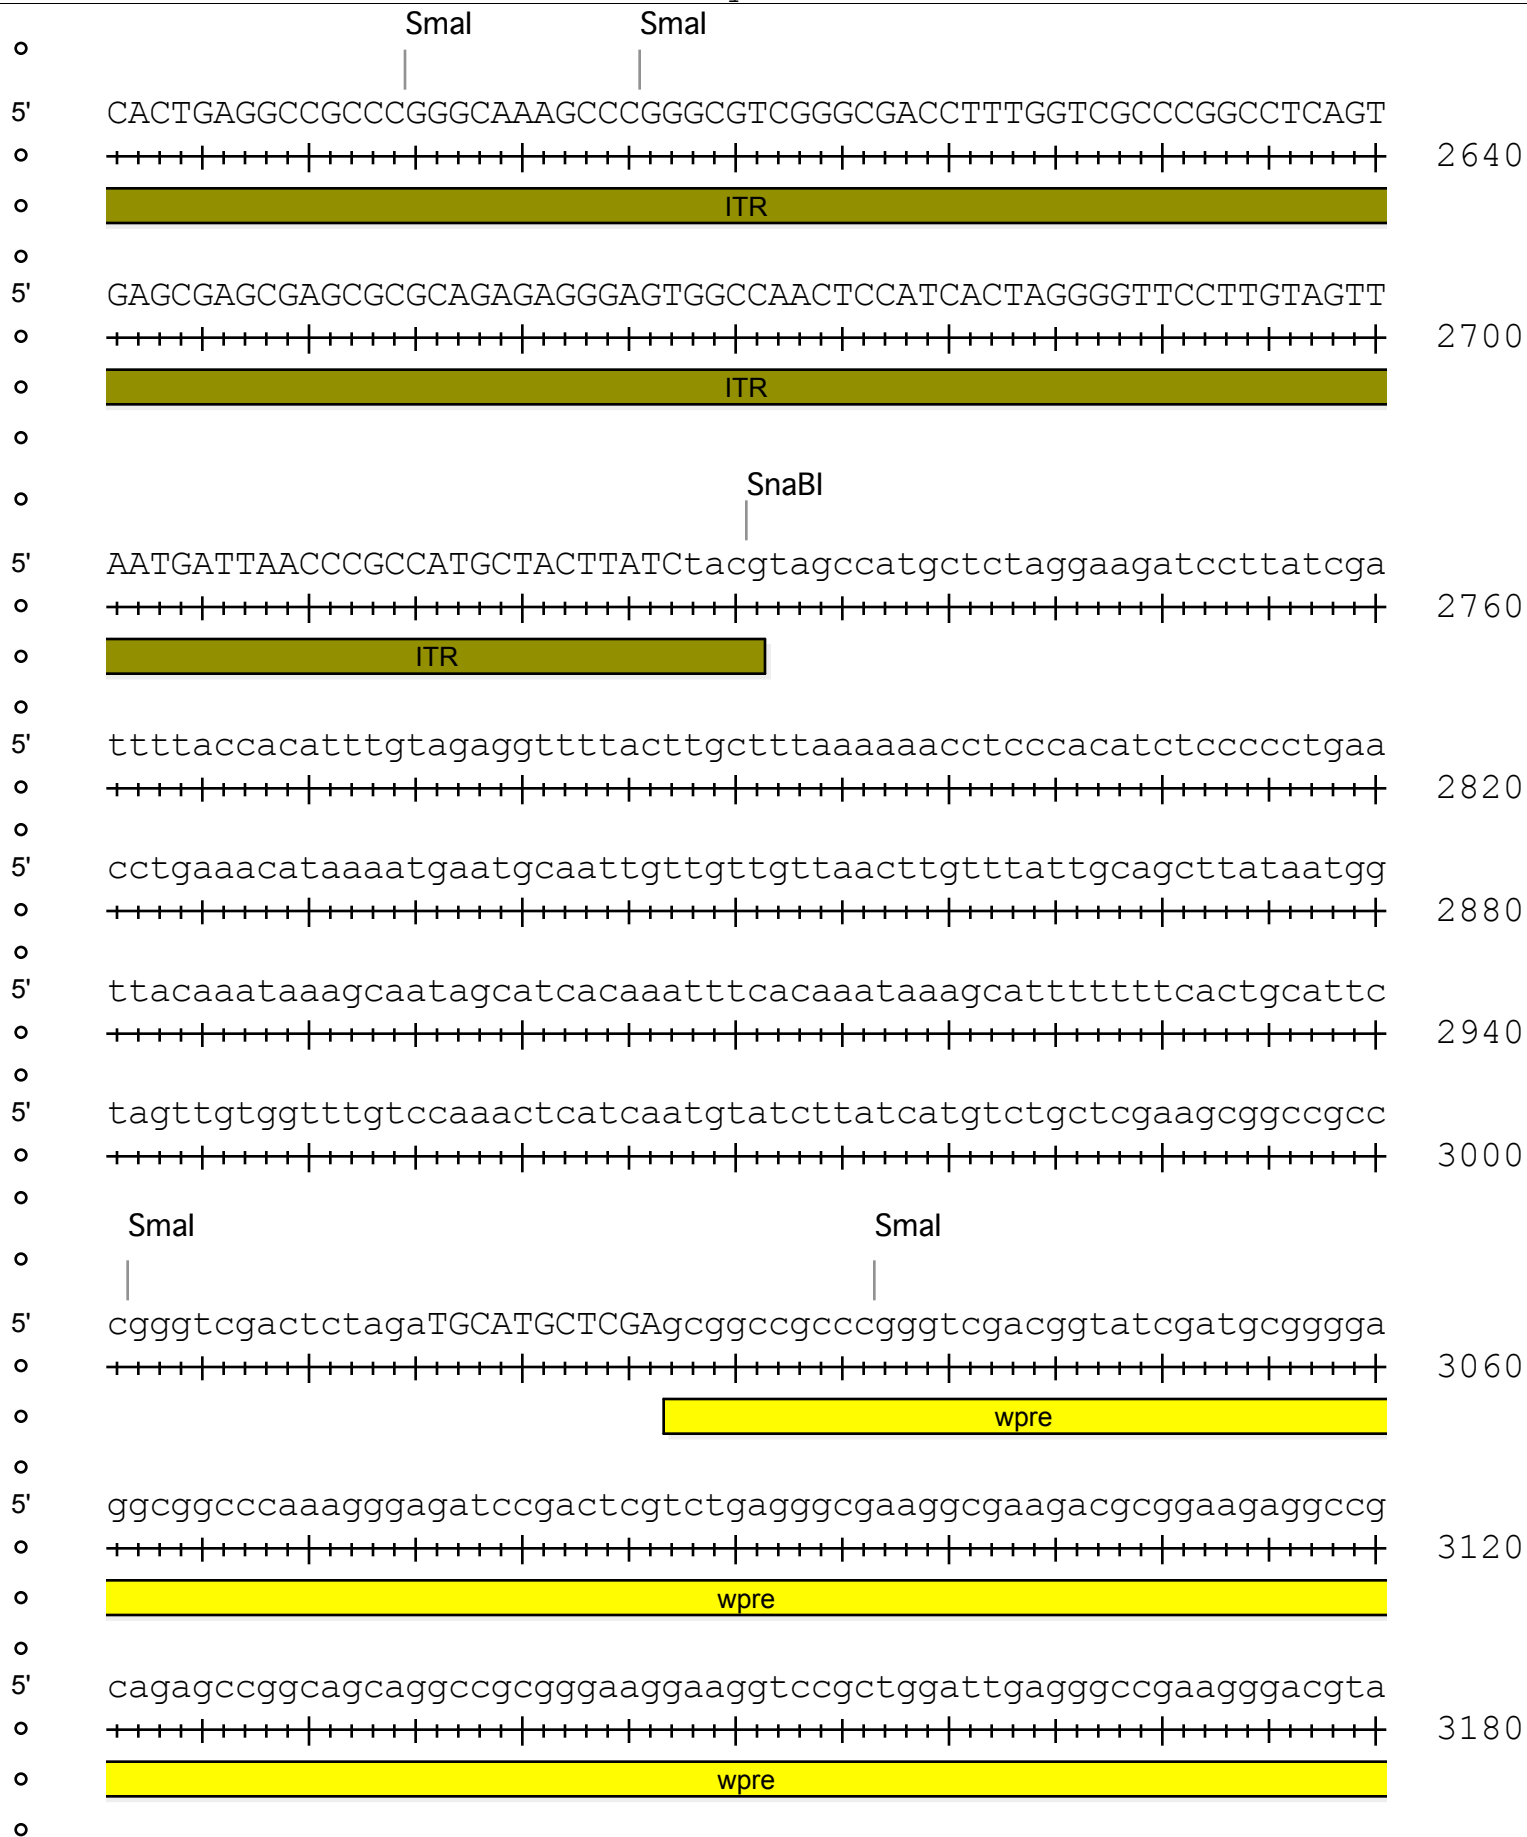 SmaI SmaI
5' CACTGAGGCCGCCCGGGCAAAGCCCGGGCGTCGGGCGACCTTTGGTCGCCCGGCCTCAGT
2640
ITR
5' GAGCGAGCGAGCGCGCAGAGAGGGAGTGGCCAACTCCATCACTAGGGGTTCCTTGTAGTT
2700
ITR
SnaBI
5' AATGATTAACCCGCCATGCTACTTATCtacgtagccatgctctaggaagatccttatcga
2760
ITR
5' ttttaccacatttgtagaggttttacttgctttaaaaaacctcccacatctccccctgaa
2820
5' cctgaaacataaaatgaatgcaattgttgttgttaacttgtttattgcagcttataatgg
2880
5' ttacaaataaagcaatagcatcacaaatttcacaaataaagcatttttttcactgcattc
2940
5' tagttgtggtttgtccaaactcatcaatgtatcttatcatgtctgctcgaagcggccgcc
3000
SmaI SmaI
5' cgggtcgactctagaTGCATGCTCGAgcggccgcccgggtcgacggtatcgatgcgggga
3060
wpre
5' ggcggcccaaagggagatccgactcgtctgagggcgaaggcgaagacgcggaagaggccg
3120
wpre
5' cagagccggcagcaggccgcgggaaggaaggtccgctggattgagggccgaagggacgta
3180
wpre